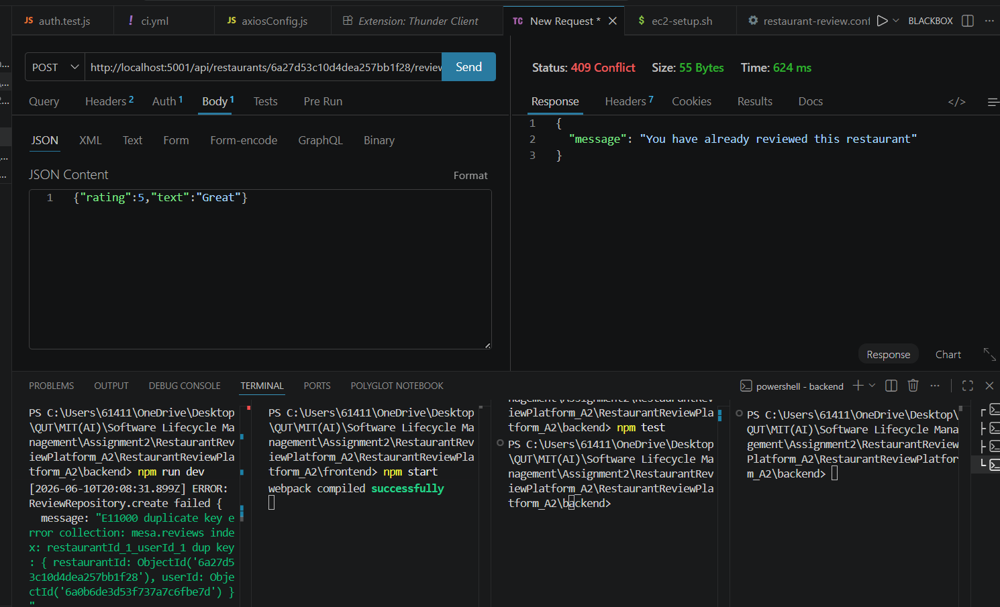 JS auth.test.js
! ci.yml
JS axiosConfig.js
Extension: Thunder Client
TC New Request *
$ ec2-setup.sh
restaurant-review.conf
BLACKBOX
...
POST
http://localhost:5001/api/restaurants/6a27d53c10d4dea257bb1f28/review
Send
Query
Headers 2
Auth 1
Body 1
Tests
Pre Run
JSON
XML
Text
Form
Form-encode
GraphQL
Binary
JSON Content
Format
1 {"rating":5,"text":"Great"}
Status: 409 Conflict Size: 55 Bytes Time: 624 ms
Response
Headers 7
Cookies
Results
Docs
</>
1 {
2 "message": "You have already reviewed this restaurant"
3 }
Response
Chart
PROBLEMS
OUTPUT
DEBUG CONSOLE
TERMINAL
PORTS
POLYGLOT NOTEBOOK
powershell - backend
...
PS C:\Users\61411\OneDrive\Desktop
\QUT\MIT(AI)\Software Lifecycle Ma
nagement\Assignment2\RestaurantRev
iewPlatform_A2\RestaurantReviewPla
tform_A2\backend> npm run dev
[2026-06-10T20:08:31.899Z] ERROR:
ReviewRepository.create failed {
message: "E11000 duplicate key e
rror collection: mesa.reviews inde
x: restaurantId_1_userId_1 dup key
: { restaurantId: ObjectId('6a27d5
3c10d4dea257bb1f28'), userId: Obje
ctId('6a0b6de3d53f737a7c6fbe7d') }
"
PS C:\Users\61411\OneDrive\Desktop
\QUT\MIT(AI)\Software Lifecycle Ma
nagement\Assignment2\RestaurantRev
iewPlatform_A2\RestaurantReviewPla
tform_A2\frontend> npm start
webpack compiled successfully
nagement\Assignment2\RestaurantRev
iewPlatform_A2\RestaurantReviewPla
tform_A2\backend> npm test
PS C:\Users\61411\OneDrive\Desktop
\QUT\MIT(AI)\Software Lifecycle Ma
nagement\Assignment2\RestaurantRev
iewPlatform_A2\RestaurantReviewPla
tform_A2\backend>
PS C:\Users\61411\OneDrive\Desktop\
QUT\MIT(AI)\Software Lifecycle Mana
gement\Assignment2\RestaurantReview
Platform_A2\RestaurantReviewPlatfor
m_A2\backend>